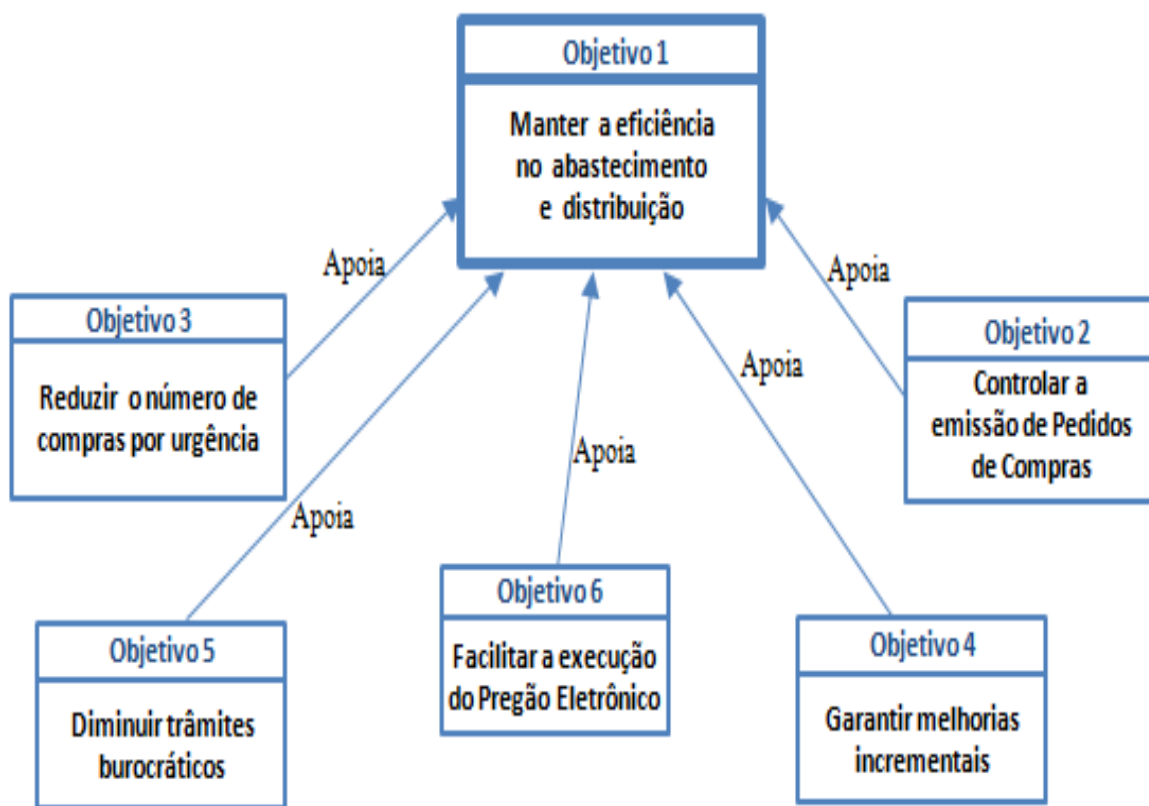 Objetivo 1
Manter a eficiência
no abastecimento
e distribuição
Apoia
Apoia
Objetivo 3
Reduzir o número de
compras por urgência
Objetivo 2
Controlar a
emissão de Pedidos
de Compras
Apoia
Apoia
Apoia
Objetivo 5
Diminuir trâmites
burocráticos
Objetivo 6
Facilitar a execução
do Pregão Eletrônico
Objetivo 4
Garantir melhorias
incrementais